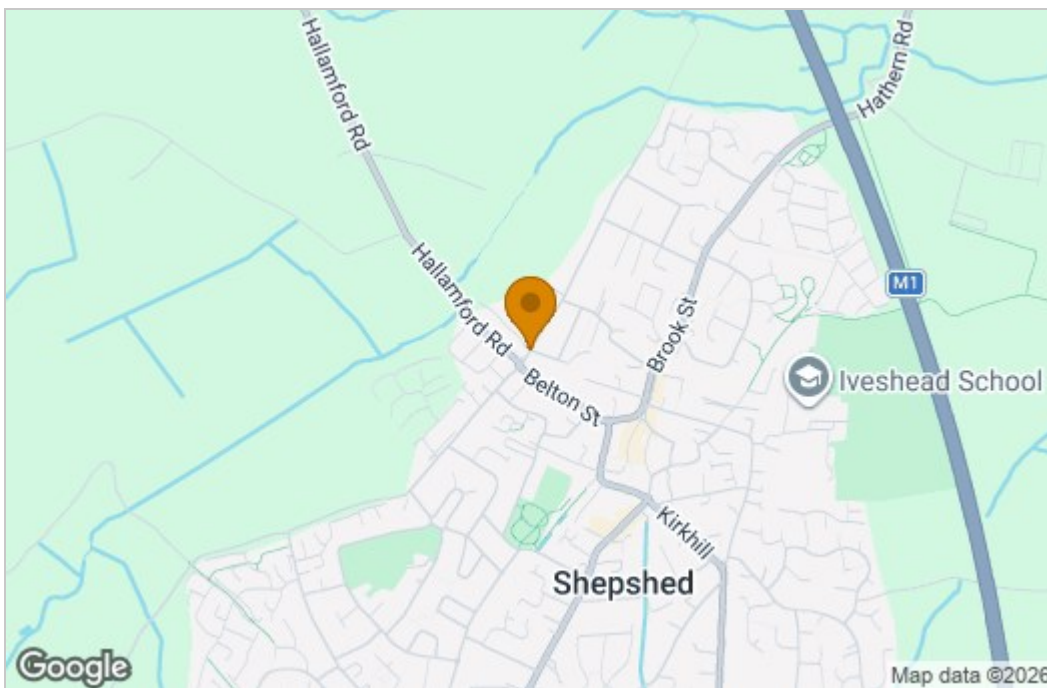 Hallamford Rd
Hathern Rd
Hallamford Rd
M1
Brook St
Iveshead School
Belton St
Kirkhill
Shepshed
Google
Map data ©2026